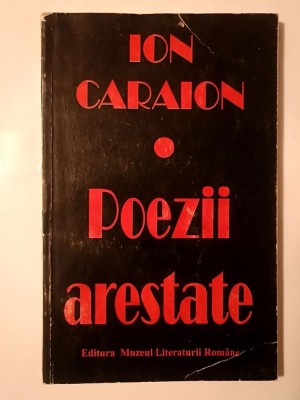 ION
CARAION
Poezii
arestate
Editura Muzeul Literaturii Române